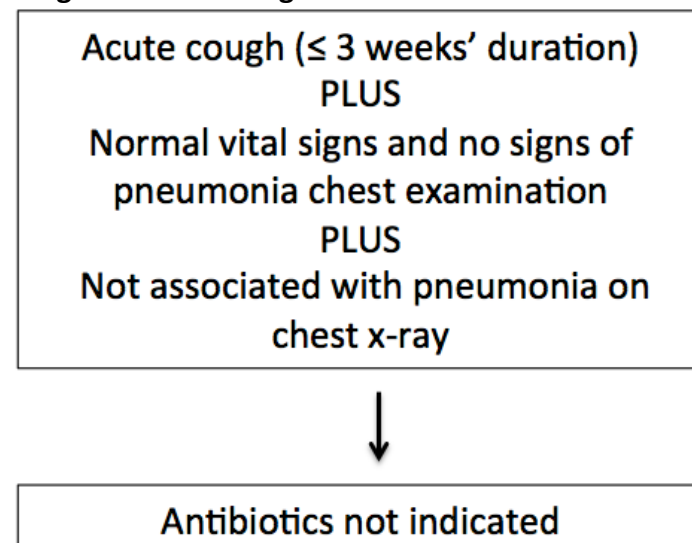 Acute cough (≤ 3 weeks’ duration)
PLUS
Normal vital signs and no signs of
pneumonia chest examination
PLUS
Not associated with pneumonia on
chest x-ray
Antibiotics not indicated